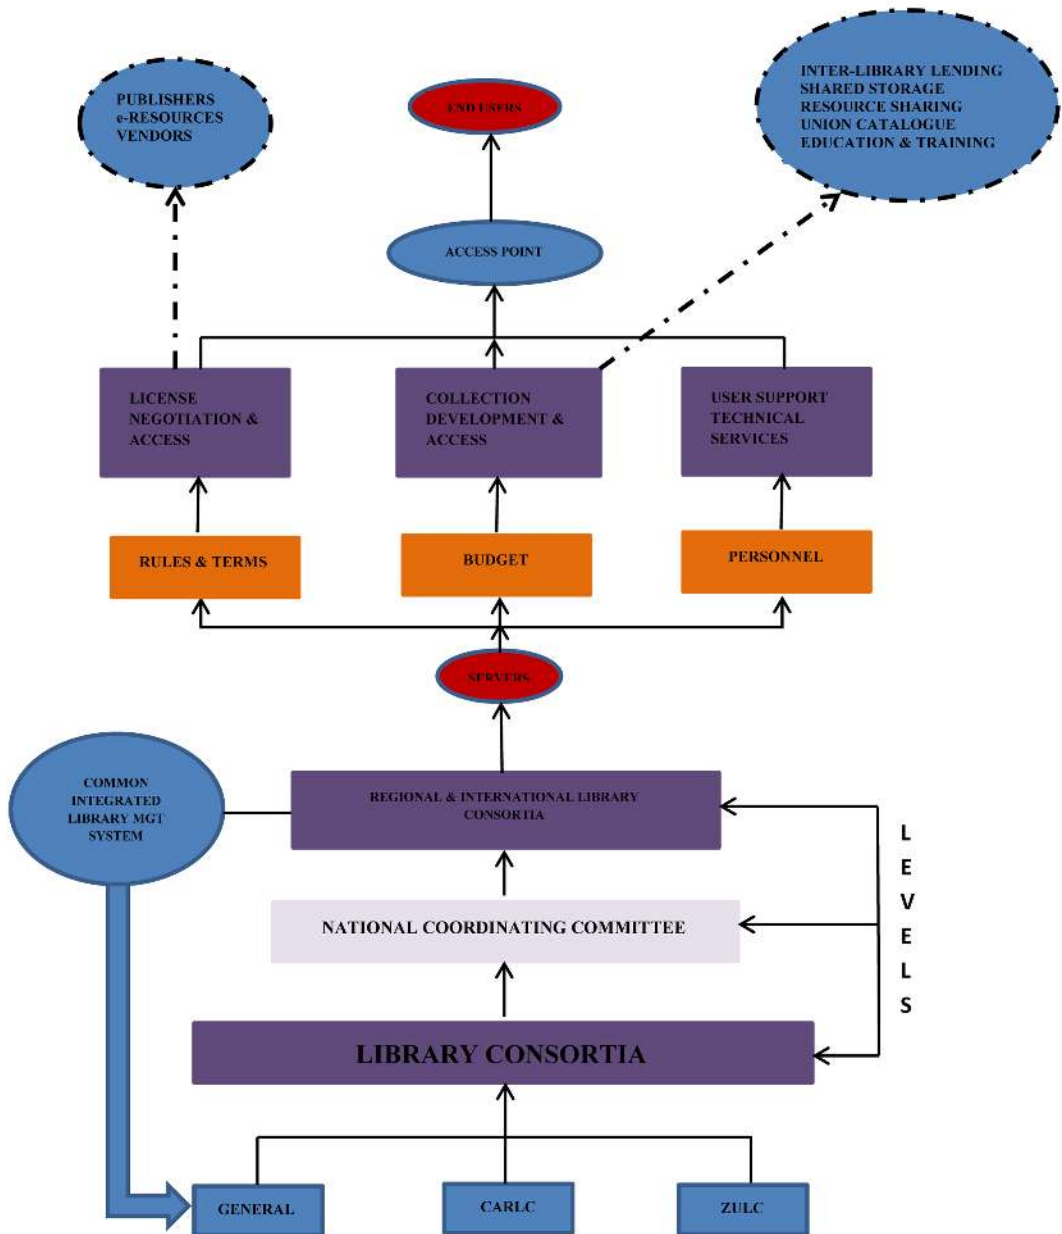 PUBLISHERS
e-RESOURCES
VENDORS
END USERS
INTER-LIBRARY LENDING
SHARED STORAGE
RESOURCE SHARING
UNION CATALOGUE
EDUCATION & TRAINING
ACCESS POINT
LICENSE
NEGOTIATION &
ACCESS
COLLECTION
DEVELOPMENT &
ACCESS
USER SUPPORT
TECHNICAL
SERVICES
RULES & TERMS
BUDGET
PERSONNEL
SERVERS
COMMON
INTEGRATED
LIBRARY MGT
SYSTEM
REGIONAL & INTERNATIONAL LIBRARY
CONSORTIA
NATIONAL COORDINATING COMMITTEE
LIBRARY CONSORTIA
L
E
V
E
L
S
GENERAL
CARLC
ZULC